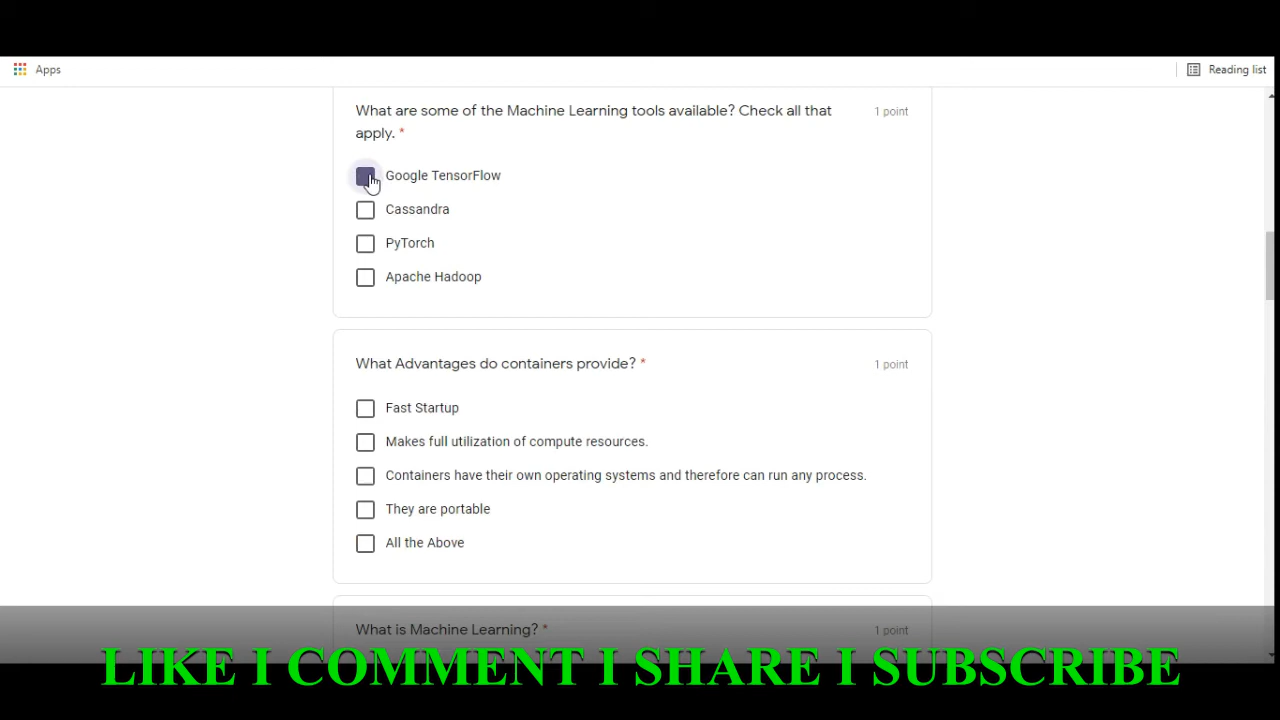 Apps
Reading list
What are some of the Machine Learning tools available? Check all that
apply. *
1 point
Google TensorFlow
Cassandra
PyTorch
Apache Hadoop
What Advantages do containers provide? *
1 point
Fast Startup
Makes full utilization of compute resources.
Containers have their own operating systems and therefore can run any process.
They are portable
All the Above
What is Machine Learning? *
1 point
LIKE I COMMENT I SHARE I SUBSCRIBE